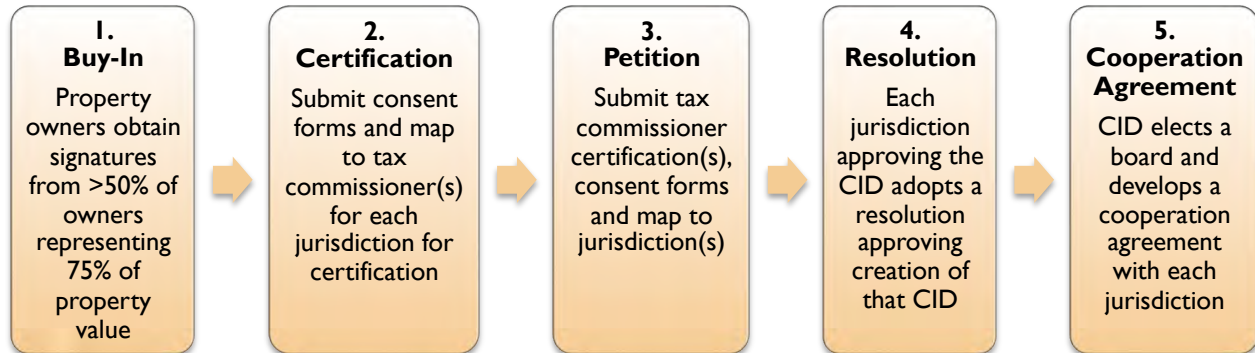 1.
Buy-In
Property
owners obtain
signatures
from >50% of
owners
representing
75% of
property
value
2.
Certification
Submit consent
forms and map
to tax
commissioner(s)
for each
jurisdiction for
certification
3.
Petition
Submit tax
commissioner
certification(s),
consent forms
and map to
jurisdiction(s)
4.
Resolution
Each
jurisdiction
approving the
CID adopts a
resolution
approving
creation of
that CID
5.
Cooperation
Agreement
CID elects a
board and
develops a
cooperation
agreement
with each
jurisdiction